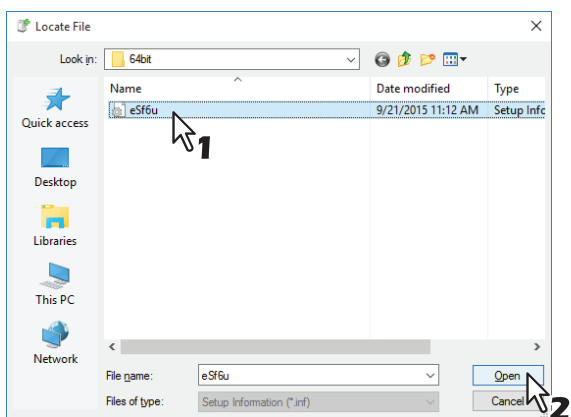 Locate File
Look in:
64bit
Name
Date modified
Type
eSf6u
9/21/2015 11:12 AM
Setup Infc
1
Quick access
Desktop
Libraries
This PC
Network
File name:
eSf6u
Open
Files of type:
Setup Information (*.inf)
Cancel
2